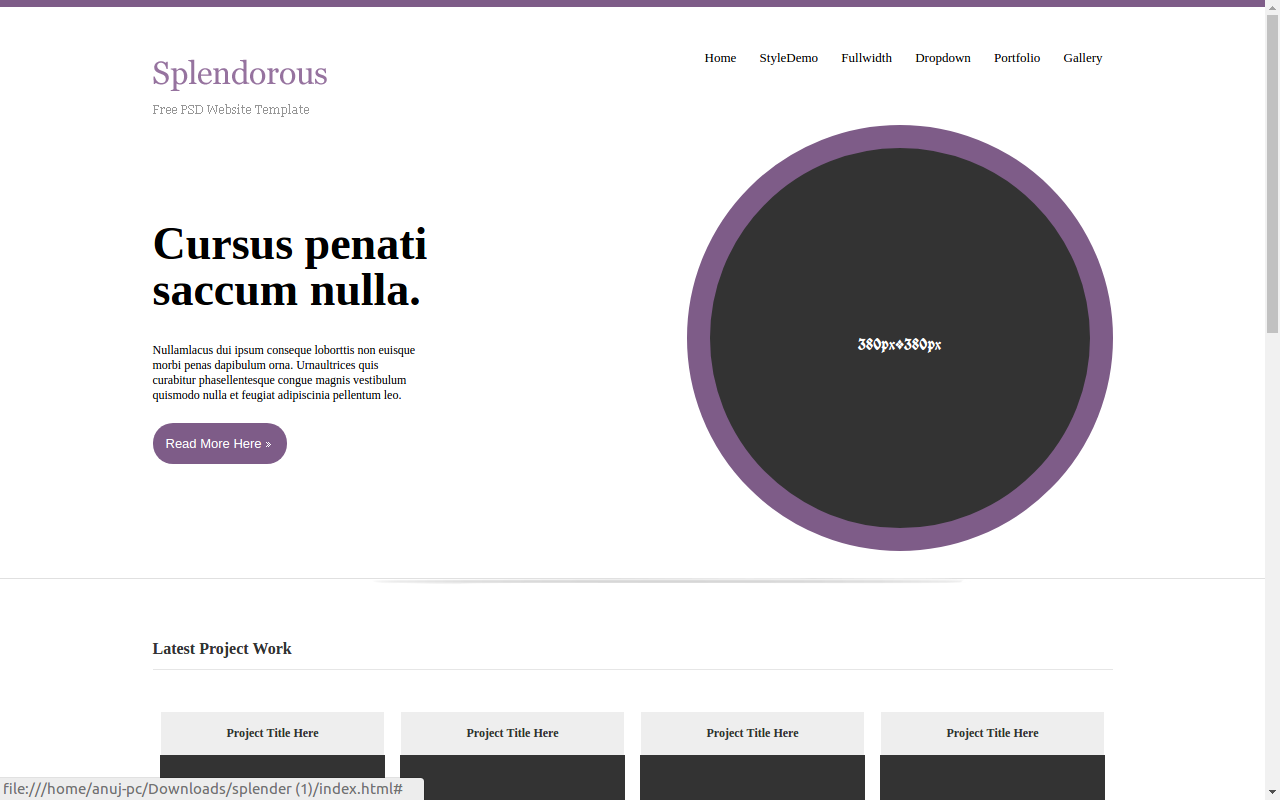 Splendorous
Free PSD Website Template
Home StyleDemo Fullwidth Dropdown Portfolio Gallery
Cursus penati
saccum nulla.
Nullamlacus dui ipsum conseque loborttis non euisque
morbi penas dapibulum orna. Urnaultrices quis
curabitur phasellentesque congue magnis vestibulum
quismodo nulla et feugiat adipiscinia pellentum leo.
Read More Here »
380px×380px
Latest Project Work
Project Title Here Project Title Here Project Title Here Project Title Here
file:///home/anuj-pc/Downloads/splender (1)/index.html#